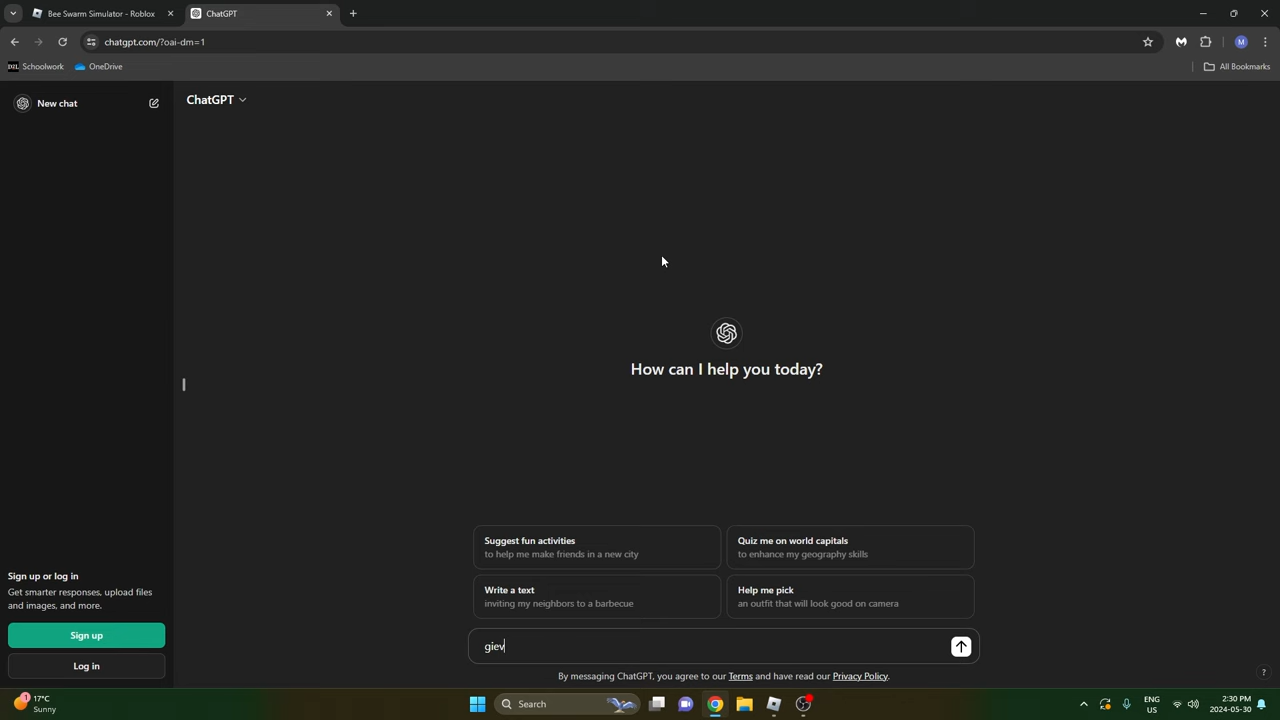 Bee Swarm Simulator - Roblox
ChatGPT
chatgpt.com/?oai-dm=1
D2L Schoolwork
OneDrive
All Bookmarks
New chat
ChatGPT
How can I help you today?
Suggest fun activities
to help me make friends in a new city
Quiz me on world capitals
to enhance my geography skills
Write a text
inviting my neighbors to a barbecue
Help me pick
an outfit that will look good on camera
Sign up or log in
Get smarter responses, upload files
and images, and more.
Sign up
Log in
giev
By messaging ChatGPT, you agree to our Terms and have read our Privacy Policy.
?
1
17°C
Sunny
Search
ENG
US
2:30 PM
2024-05-30
M